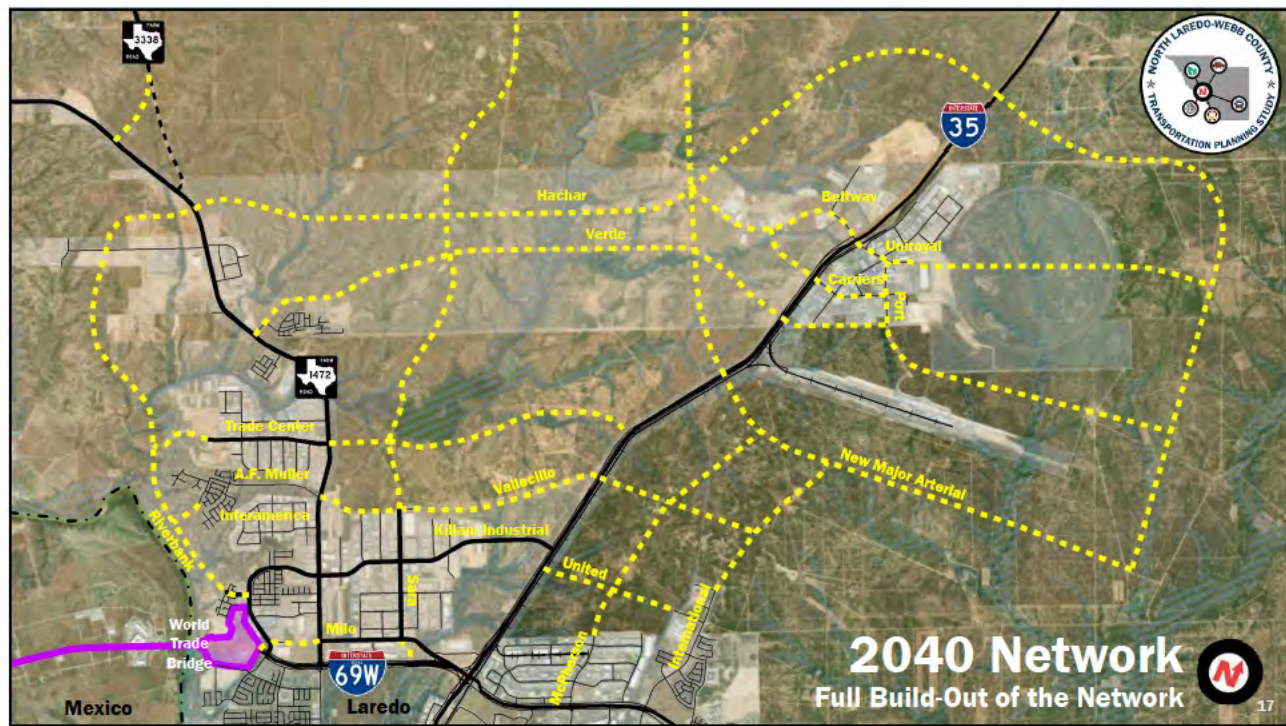 FARM
3338
ROAD
NORTH LAREDO-WEBB COUNTY
N
TRANSPORTATION PLANNING STUDY
INTERSTATE
35
Hachar
Beltway
Verde
Uniroyal
Carriers
Port
FARM
1472
ROAD
Trade Center
A.F. Muller
Vallecillo
New Major Arterial
Interamerica
Riverbank
Killam Industrial
United
Sara
International
World
Trade
Bridge
Milo
McPherson
INTERSTATE
69W
2040 Network
Full Build-Out of the Network
N
17
Mexico
Laredo